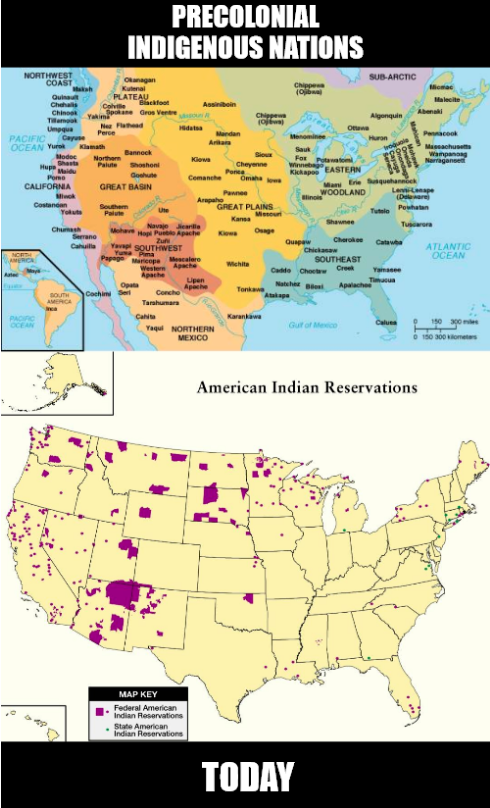 PRECOLONIAL
INDIGENOUS NATIONS
NORTHWEST
COAST
Makah
Quinault
Chehalis
Chinook
Tillamook
Umpqua
Cayuse
Yurok
Okanagan
Kutenai
PLATEAU
Colville
Spokane
Yakima
Nez
Flathead
Blackfoot
Gros Ventre
Assiniboin
Hidatsa
Mandan
Arikara
Chippewa
(Ojibwa)
Chippewa
(Ojibwa)
SUB-ARCTIC
Micmac
Malecite
Abenaki
Algonquin
Ottawa
Huron
Menominee
Pennacook
Massachusetts
Wampanoag
Narragansett
Iroquois
PACIFIC
OCEAN
Klamath
Modoc
Shasta
Hupa
Maidu
Pomo
CALIFORNIA
Miwok
Costanoan
Yokuts
Chumash
Serrano
Cahuilla
Northern
Paiute
Bannock
Shoshoni
Goshute
GREAT BASIN
Southern
Paiute
Ute
Kiowa
Sioux
Cheyenne
Ponca
Iowa
Omaha
Arapaho
Comanche
Pawnee
GREAT PLAINS
Kansa
Missouri
Kiowa
Osage
Sauk
Fox
Winnebago
Kickapoo
Potawatomi
EASTERN
WOODLAND
Miami
Erie
Illinois
Susquehannock
Lenni-Lenape
(Delaware)
Powhatan
Tutelo
Tuscarora
Shawnee
Mohave
Navajo
Jicarilla
Hopi
Pueblo
Apache
Zuñi
SOUTHWEST
Yavapai
Yuma
Pima
Papago
Maricopa
Western
Apache
Mescalero
Apache
Lipan
Apache
Quapaw
Chickasaw
Cherokee
Catawba
SOUTHEAST
Wichita
Caddo
Choctaw
Creek
Yamasee
Timucua
Natchez
Biloxi
Apalachee
Atakapa
Tonkawa
Karankawa
Calusa
ATLANTIC
OCEAN
Gulf of Mexico
Cochimi
Opata
Seri
Concho
Tarahumara
Cahita
Yaqui
NORTHERN
MEXICO
NORTH
AMERICA
Aztec
Maya
Equator
SOUTH
AMERICA
Inca
PACIFIC
OCEAN
0 150 300 miles
0 150 300 kilometers
American Indian Reservations
MAP KEY
Federal American
Indian Reservations
State American
Indian Reservations
TODAY